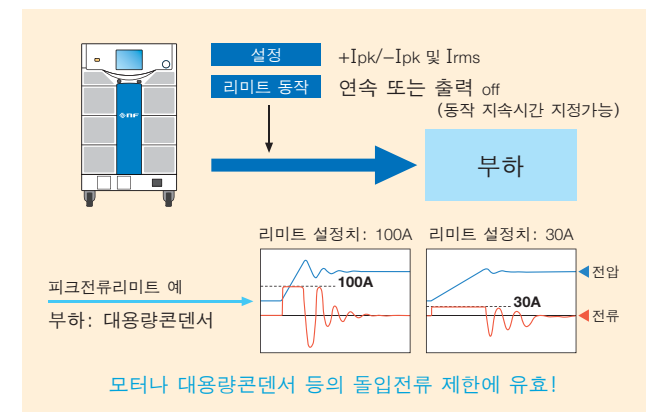 설정
+Ipk/−Ipk 및 Irms
리미트 동작
연속 또는 출력 off
(동작 지속시간 지정가능)
NF
부하
리미트 설정치: 100A
리미트 설정치: 30A
100A
30A
전압
전류
피크전류리미트 예
부하: 대용량콘덴서
모터나 대용량콘덴서 등의 돌입전류 제한에 유효!